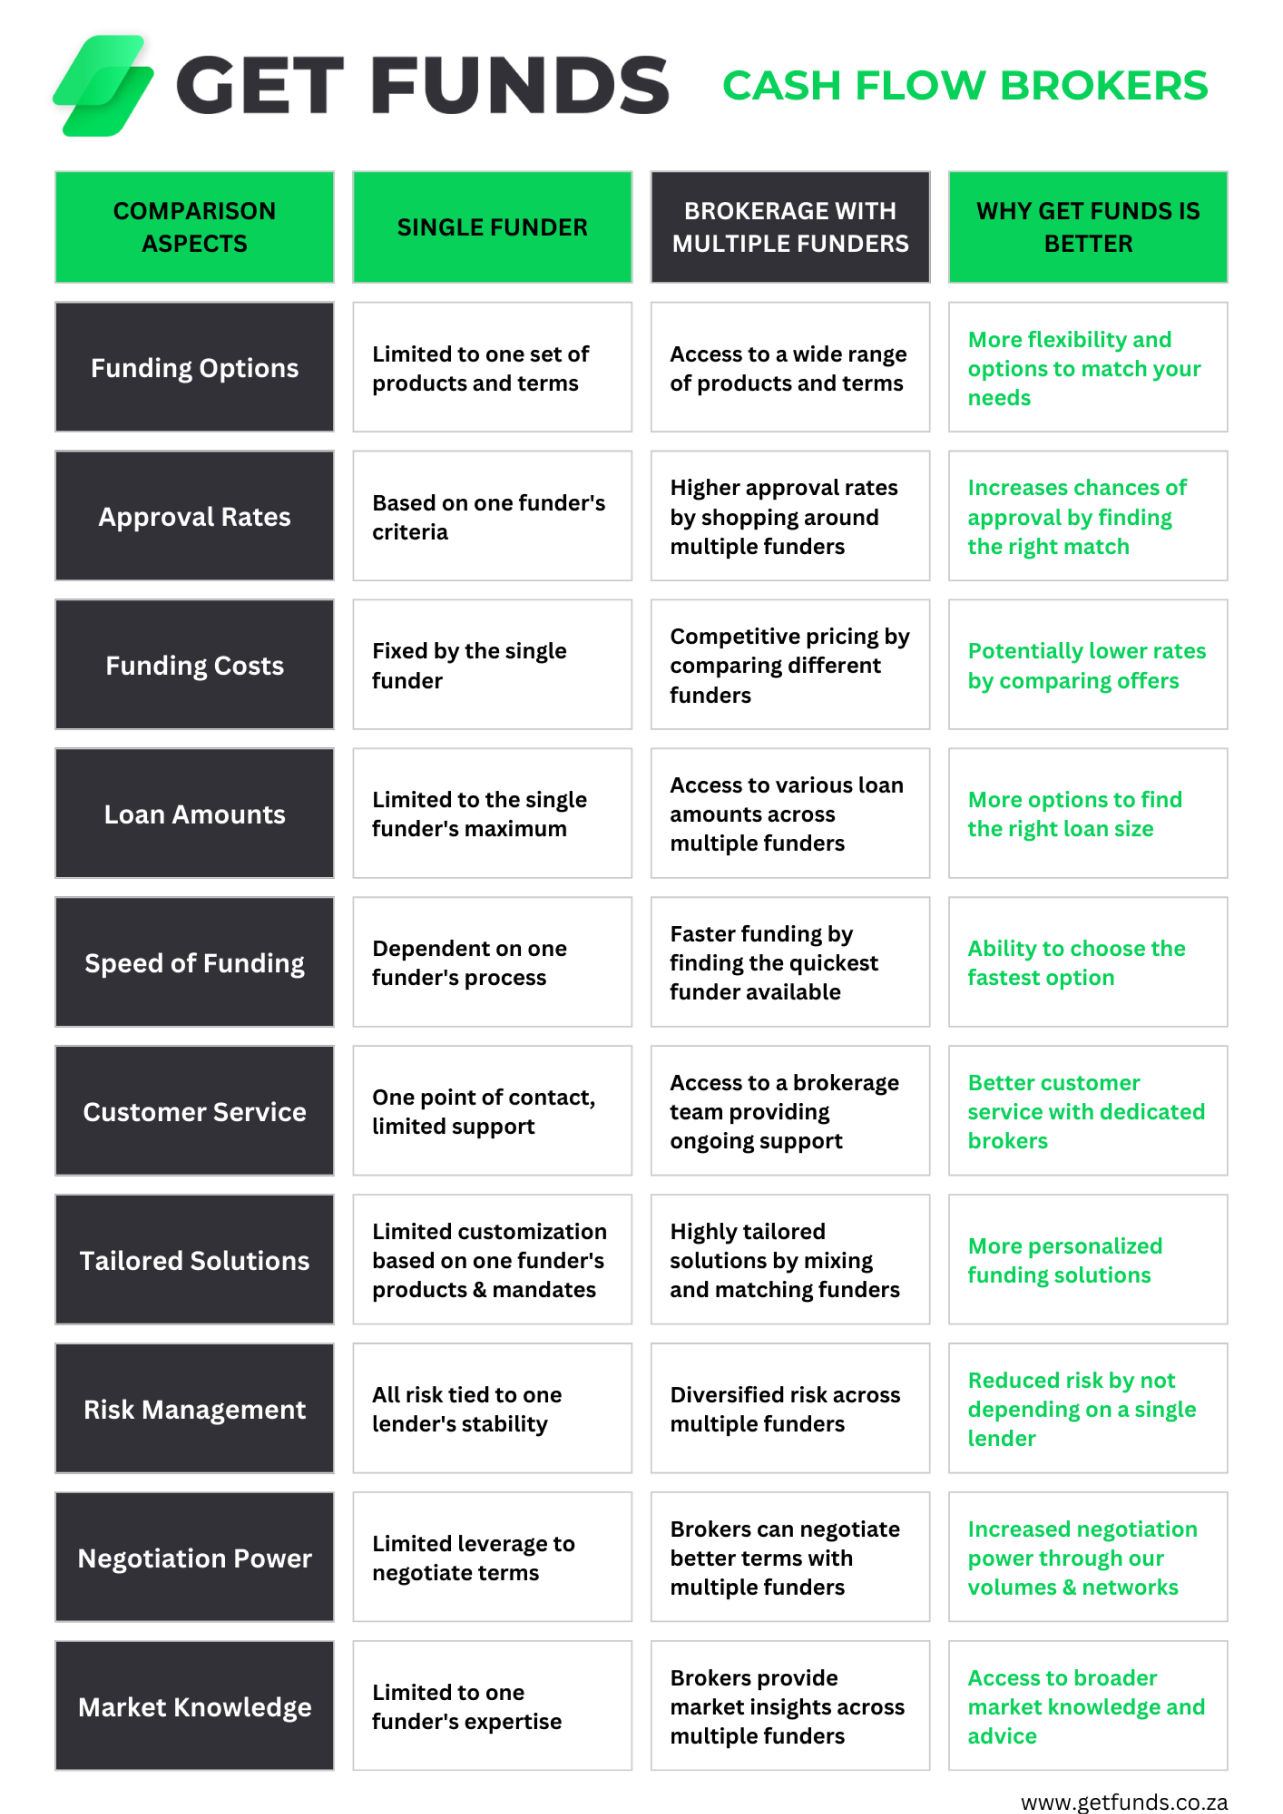 GET FUNDS
CASH FLOW BROKERS
COMPARISON
ASPECTS
SINGLE FUNDER
BROKERAGE WITH
MULTIPLE FUNDERS
WHY GET FUNDS IS
BETTER
Funding Options
Limited to one set of
products and terms
Access to a wide range
of products and terms
More flexibility and
options to match your
needs
Approval Rates
Based on one funder's
criteria
Higher approval rates
by shopping around
multiple funders
Increases chances of
approval by finding
the right match
Funding Costs
Fixed by the single
funder
Competitive pricing by
comparing different
funders
Potentially lower rates
by comparing offers
Loan Amounts
Limited to the single
funder's maximum
Access to various loan
amounts across
multiple funders
More options to find
the right loan size
Speed of Funding
Dependent on one
funder's process
Faster funding by
finding the quickest
funder available
Ability to choose the
fastest option
Customer Service
One point of contact,
limited support
Access to a brokerage
team providing
ongoing support
Better customer
service with dedicated
brokers
Tailored Solutions
Limited customization
based on one funder's
products & mandates
Highly tailored
solutions by mixing
and matching funders
More personalized
funding solutions
Risk Management
All risk tied to one
lender's stability
Diversified risk across
multiple funders
Reduced risk by not
depending on a single
lender
Negotiation Power
Limited leverage to
negotiate terms
Brokers can negotiate
better terms with
multiple funders
Increased negotiation
power through our
volumes & networks
Market Knowledge
Limited to one
funder's expertise
Brokers provide
market insights across
multiple funders
Access to broader
market knowledge and
advice
www.getfunds.co.za